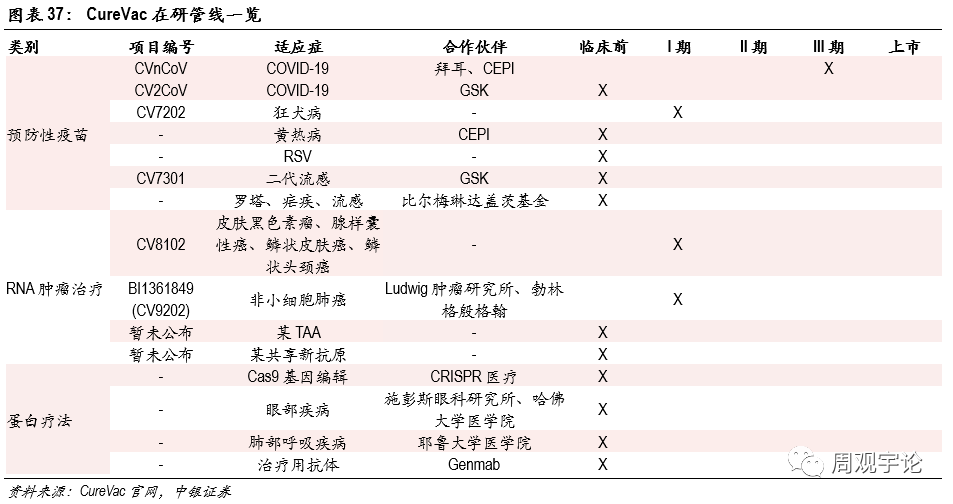 图表 37： CureVac 在研管线一览
类别 项目编号 适应症 合作伙伴 临床前 I 期 II 期 III 期 上市
CVnCoV COVID-19 拜耳、CEPI X
CV2CoV COVID-19 GSK X
CV7202 狂犬病 - X
预防性疫苗 - 黄热病 CEPI X
- RSV - X
CV7301 二代流感 GSK X
- 罗塔、疟疾、流感 比尔梅琳达盖茨基金 X
皮肤黑色素瘤、腺样囊
CV8102 性癌、鳞状皮肤癌、鳞 - X
状头颈癌
RNA 肿瘤治疗 BI1361849 非小细胞肺癌 Ludwig 肿瘤研究所、勃林 X
(CV9202) 格殷格翰
暂未公布 某 TAA - X
暂未公布 某共享新抗原 - X
- Cas9 基因编辑 CRISPR 医疗 X
蛋白疗法 - 眼部疾病 施彭斯眼科研究所、哈佛 X
大学医学院
- 肺部呼吸疾病 耶鲁大学医学院 X
- 治疗用抗体 Genmab X
资料来源：CureVac 官网，中银证券
周观宇论